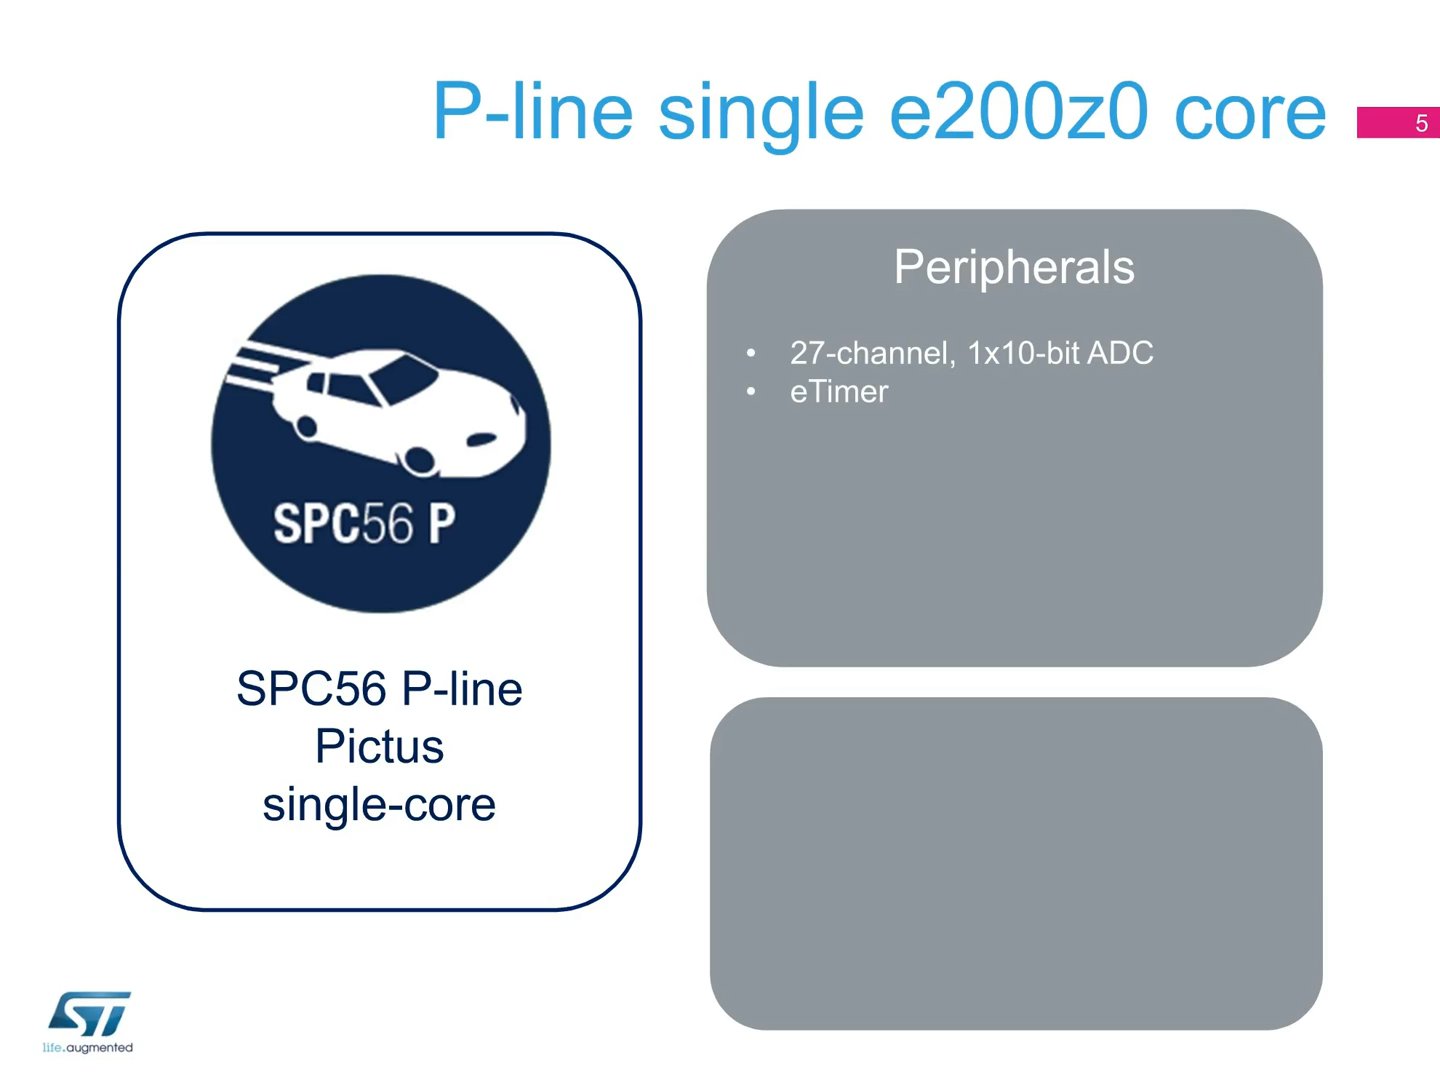 P-line single e200z0 core
5
SPC56 P
SPC56 P-line
Pictus
single-core
Peripherals
• 27-channel, 1x10-bit ADC
• eTimer
ST
life.augmented